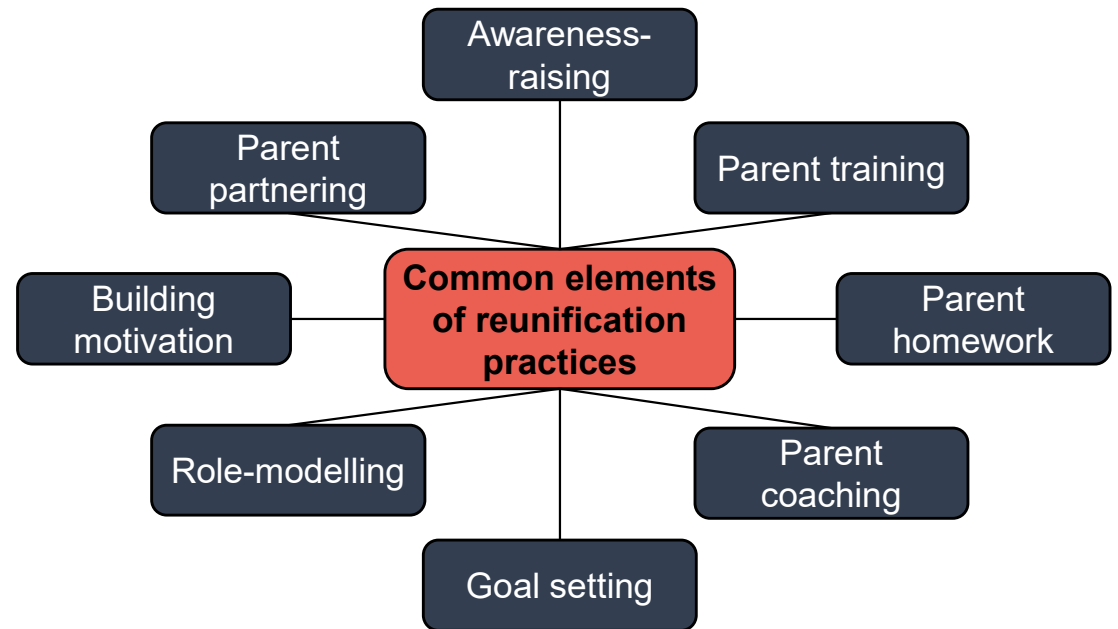 Awareness-
raising
Parent
partnering
Parent training
Building
motivation
Common elements
of reunification
practices
Parent
homework
Role-modelling
Parent
coaching
Goal setting